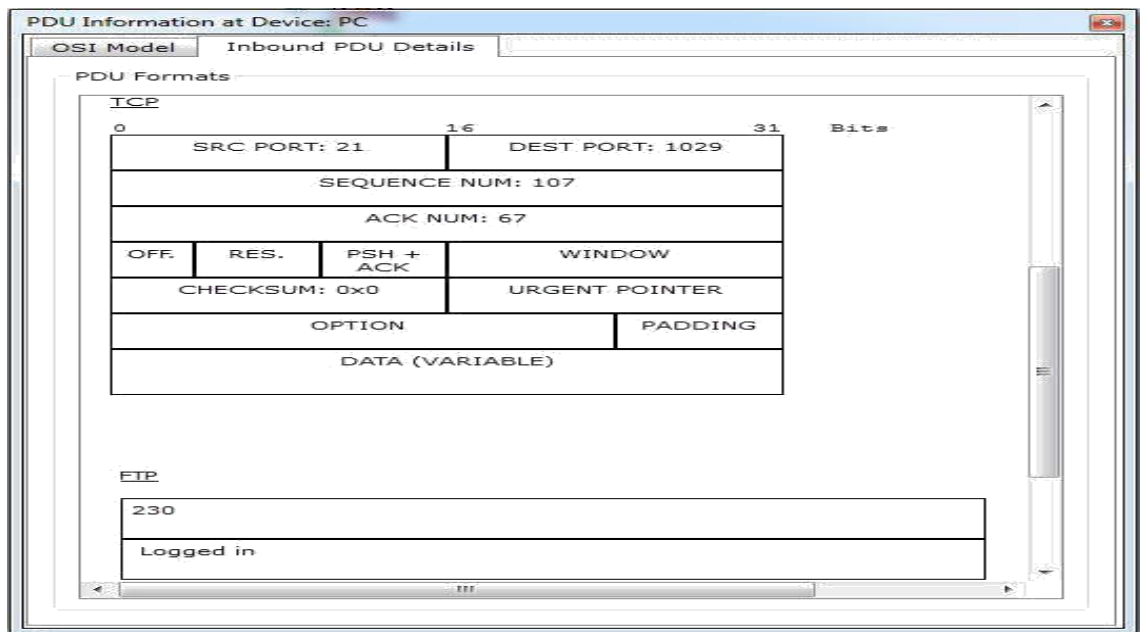 PDU Information at Device: PC
OSI Model Inbound PDU Details
PDU Formats
TCP
0 16 31 Bits
SRC PORT: 21 DEST PORT: 1029
SEQUENCE NUM: 107
ACK NUM: 67
OFF. RES. PSH + ACK WINDOW
CHECKSUM: 0x0 URGENT POINTER
OPTION PADDING
DATA (VARIABLE)
FTP
230
Logged in